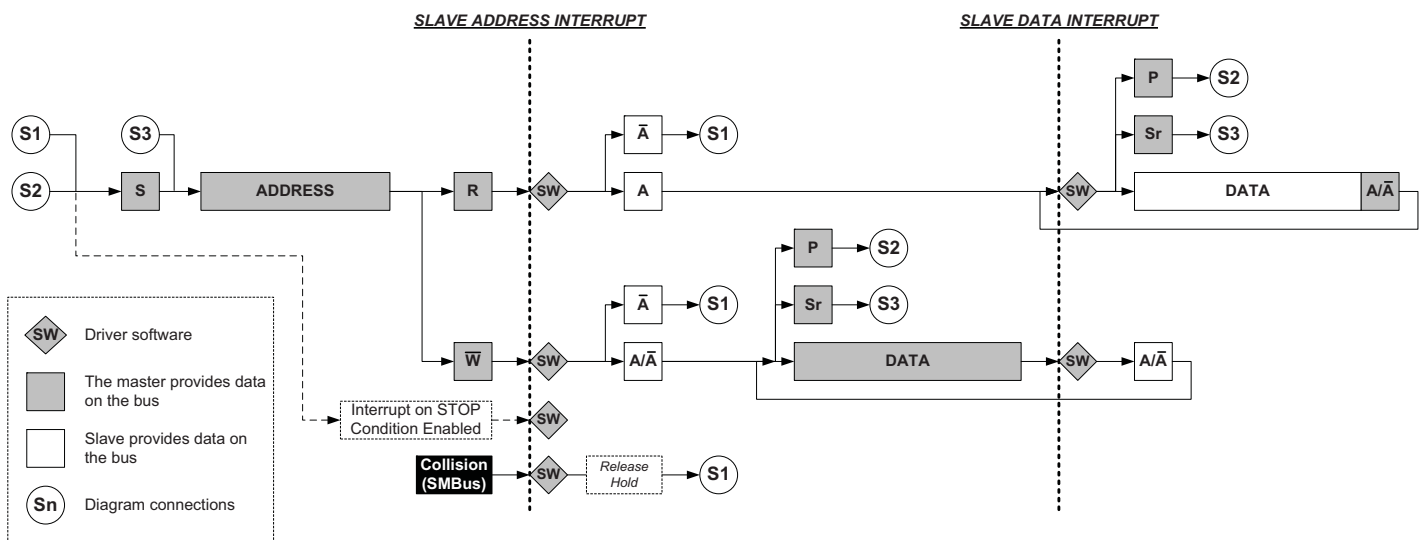 SLAVE ADDRESS INTERRUPT
SLAVE DATA INTERRUPT
P
S2
S1
S3
A̅
S1
Sr
S3
S2
S
ADDRESS
R
SW
A
SW
DATA
A/A̅
P
S2
A̅
S1
Sr
S3
W̅
SW
A/A̅
DATA
SW
A/A̅
SW
Driver software
The master provides data
on the bus
Slave provides data on
the bus
Sn
Diagram connections
Interrupt on STOP
Condition Enabled
SW
Collision
(SMBus)
SW
Release
Hold
S1